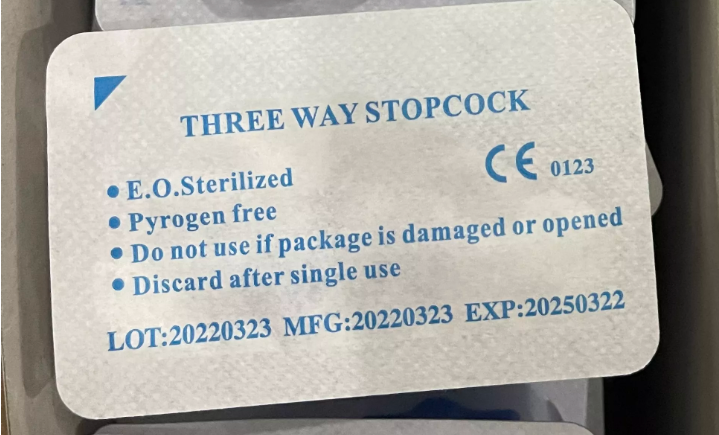 THREE WAY STOPCOCK
CE 0123
• E.O.Sterilized
• Pyrogen free
• Do not use if package is damaged or opened
• Discard after single use
LOT:20220323 MFG:20220323 EXP:20250322